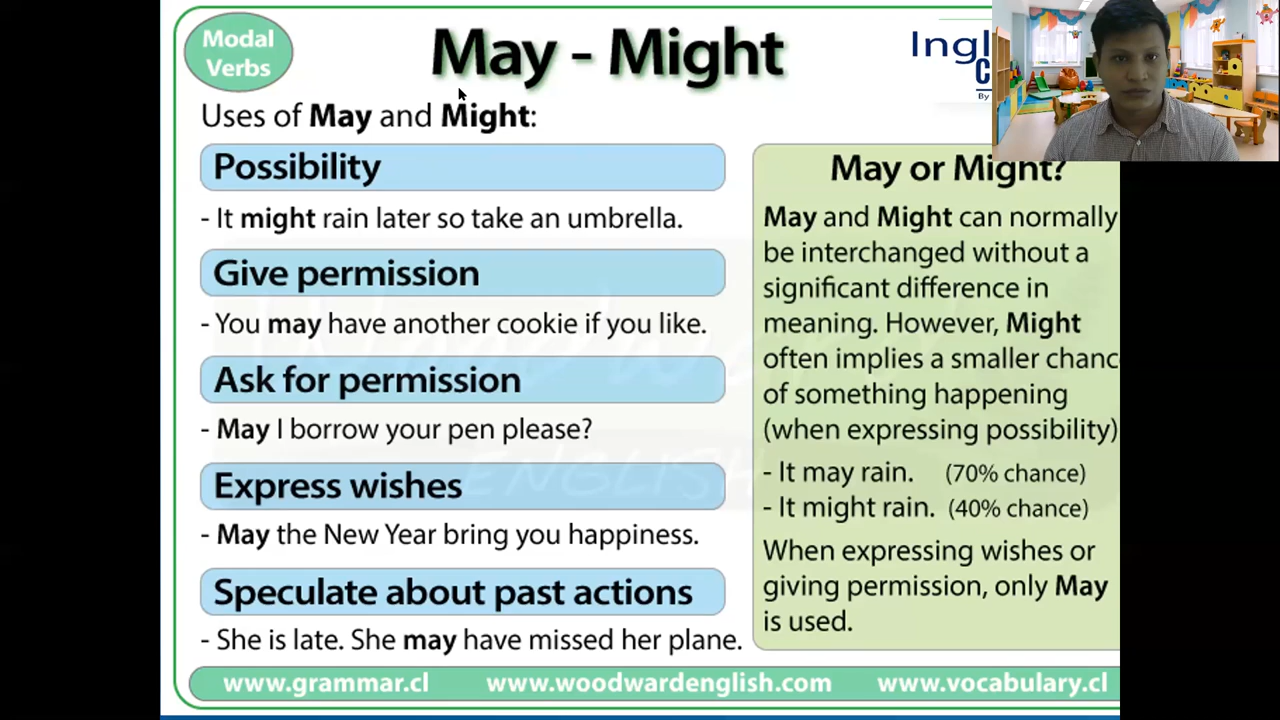 Modal
Verbs
May - Might
Ingl
C
By
Uses of May and Might:
Possibility
- It might rain later so take an umbrella.
Give permission
- You may have another cookie if you like.
Ask for permission
- May I borrow your pen please?
Express wishes
- May the New Year bring you happiness.
Speculate about past actions
- She is late. She may have missed her plane.
May or Might?
May and Might can normally
be interchanged without a
significant difference in
meaning. However, Might
often implies a smaller chanc
of something happening
(when expressing possibility)
- It may rain. (70% chance)
- It might rain. (40% chance)
When expressing wishes or
giving permission, only May
is used.
www.grammar.cl www.woodwardenglish.com www.vocabulary.cl